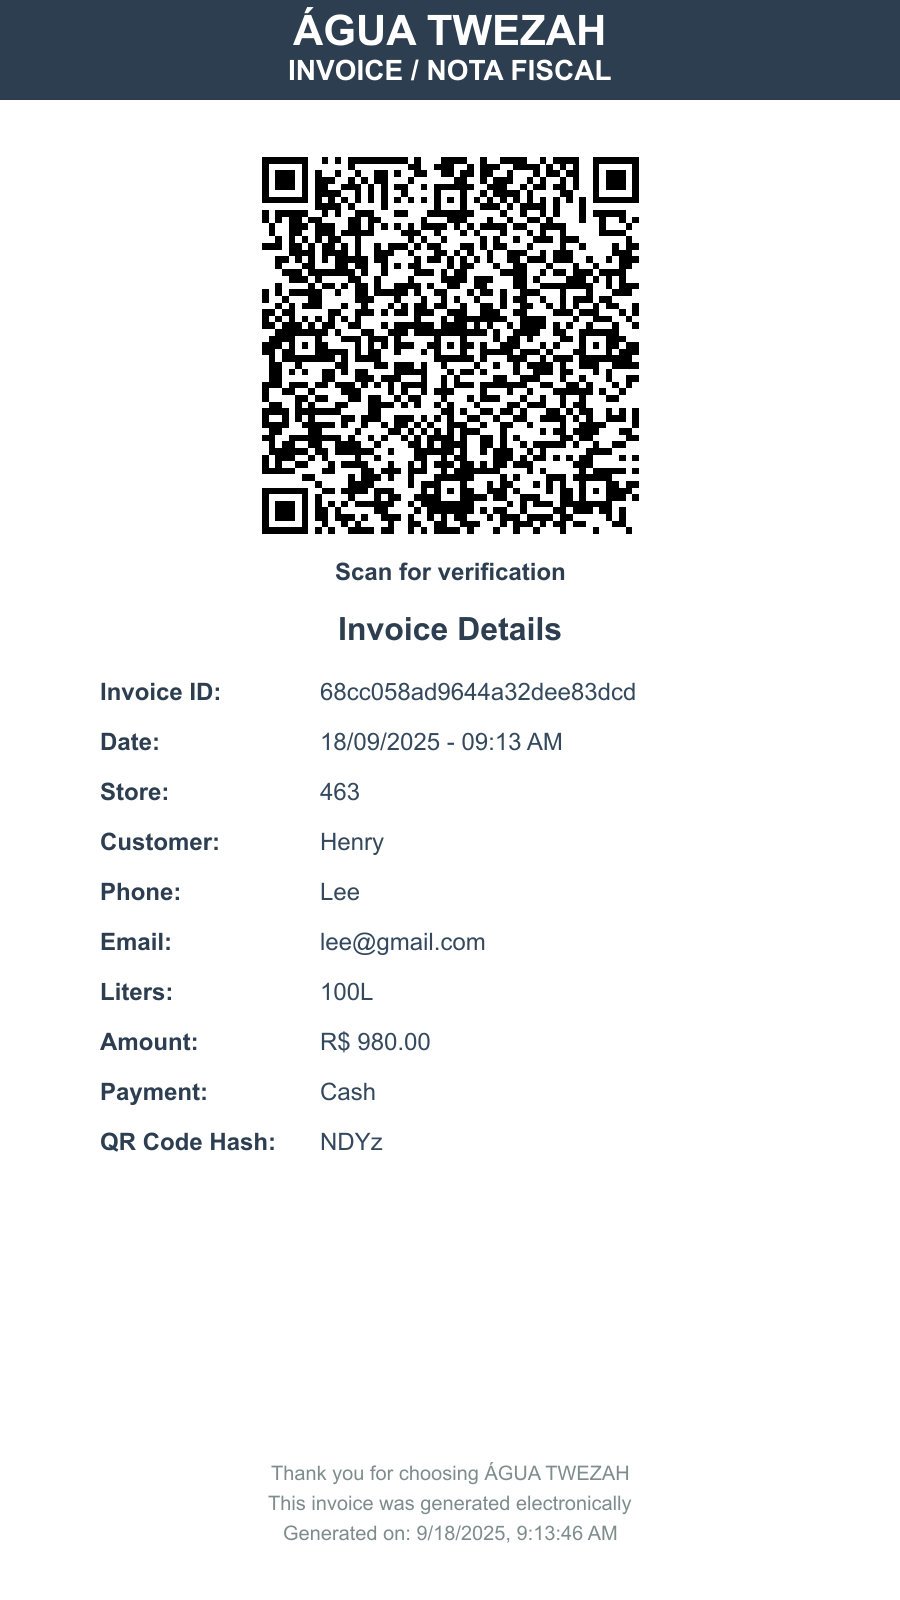 ÁGUA TWEZAH
INVOICE / NOTA FISCAL
Scan for verification
Invoice Details
Invoice ID: 68cc058ad9644a32dee83dcd
Date: 18/09/2025 - 09:13 AM
Store: 463
Customer: Henry
Phone: Lee
Email: lee@gmail.com
Liters: 100L
Amount: R$ 980.00
Payment: Cash
QR Code Hash: NDYz
Thank you for choosing ÁGUA TWEZAH
This invoice was generated electronically
Generated on: 9/18/2025, 9:13:46 AM